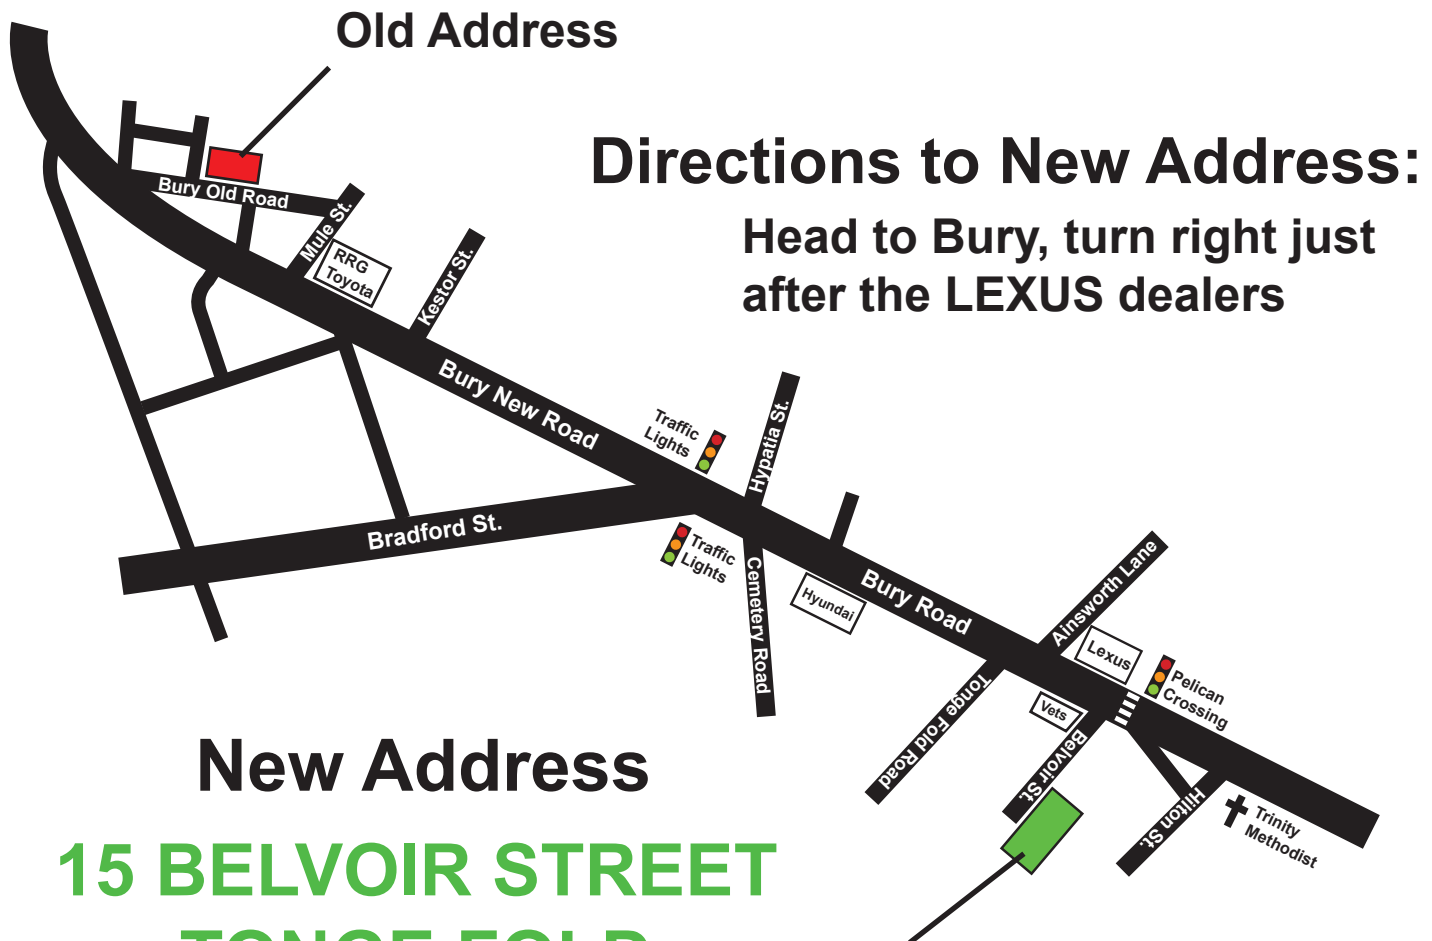 Old Address
Directions to New Address:
Head to Bury, turn right just
after the LEXUS dealers
Bury Old Road
Mule St.
RRG
Toyota
Kestor St.
Bury New Road
Traffic
Lights
Hypatia St.
Bradford St.
Traffic
Lights
Cemetery Road
Hyundai
Bury Road
Ainsworth Lane
Lexus
Pelican
Crossing
Tonge Fold Road
Vets
Belvoir St.
Hilton St.
Trinity
Methodist
New Address
15 BELVOIR STREET
TONGE FOLD